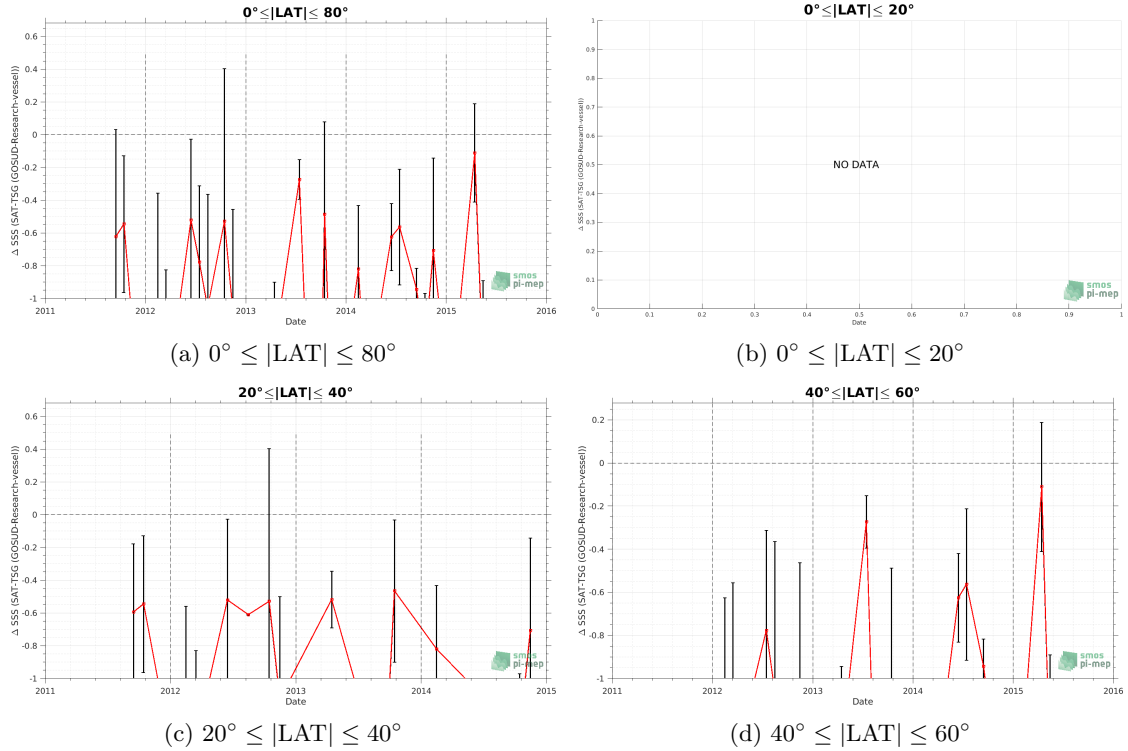 0°≤|LAT|≤ 80°
Δ SSS (SAT-TSG (GOSUD-Research-vessel))
0.6
0.4
0.2
0
-0.2
-0.4
-0.6
-0.8
-1
2011 2012 2013 2014 2015 2016
Date
smos
pi-mep
(a) 0° ≤ |LAT| ≤ 80°
0°≤|LAT|≤ 20°
Δ SSS (SAT-TSG (GOSUD-Research-vessel))
1
0.9
0.8
0.7
0.6
0.5
0.4
0.3
0.2
0.1
0
NO DATA
0 0.1 0.2 0.3 0.4 0.5 0.6 0.7 0.8 0.9 1
Date
smos
pi-mep
(b) 0° ≤ |LAT| ≤ 20°
20°≤|LAT|≤ 40°
Δ SSS (SAT-TSG (GOSUD-Research-vessel))
0.6
0.4
0.2
0
-0.2
-0.4
-0.6
-0.8
-1
2011 2012 2013 2014 2015
Date
smos
pi-mep
(c) 20° ≤ |LAT| ≤ 40°
40°≤|LAT|≤ 60°
Δ SSS (SAT-TSG (GOSUD-Research-vessel))
0.2
0
-0.2
-0.4
-0.6
-0.8
-1
2011 2012 2013 2014 2015 2016
Date
smos
pi-mep
(d) 40° ≤ |LAT| ≤ 60°